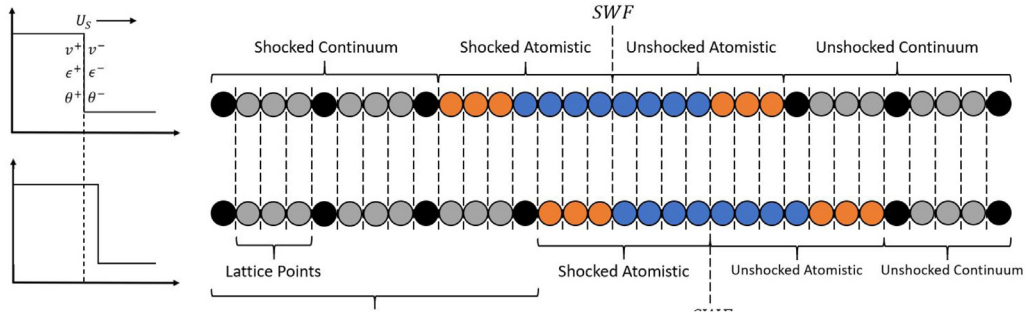 U_S
v⁺ v⁻
ϵ⁺ ϵ⁻
θ⁺ θ⁻
SWF
Shocked Continuum
Shocked Atomistic
Unshocked Atomistic
Unshocked Continuum
Lattice Points
Shocked Atomistic
Unshocked Atomistic
Unshocked Continuum